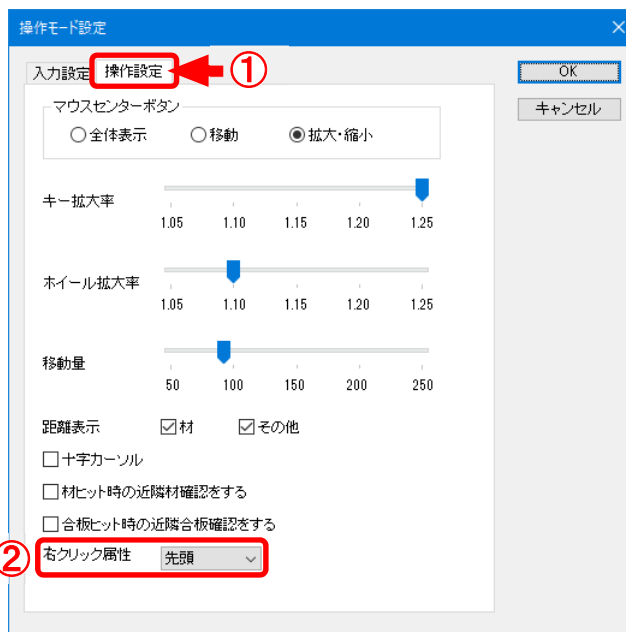 操作モード設定
入力設定 操作設定 ①
OK
キャンセル
マウスセンターボタン
全体表示 移動 拡大・縮小
キー拡大率
1.05 1.10 1.15 1.20 1.25
ホイール拡大率
1.05 1.10 1.15 1.20 1.25
移動量
50 100 150 200 250
距離表示 材 その他
十字カーソル
材ヒット時の近隣材確認をする
合板ヒット時の近隣合板確認をする
② 右クリック属性 先頭